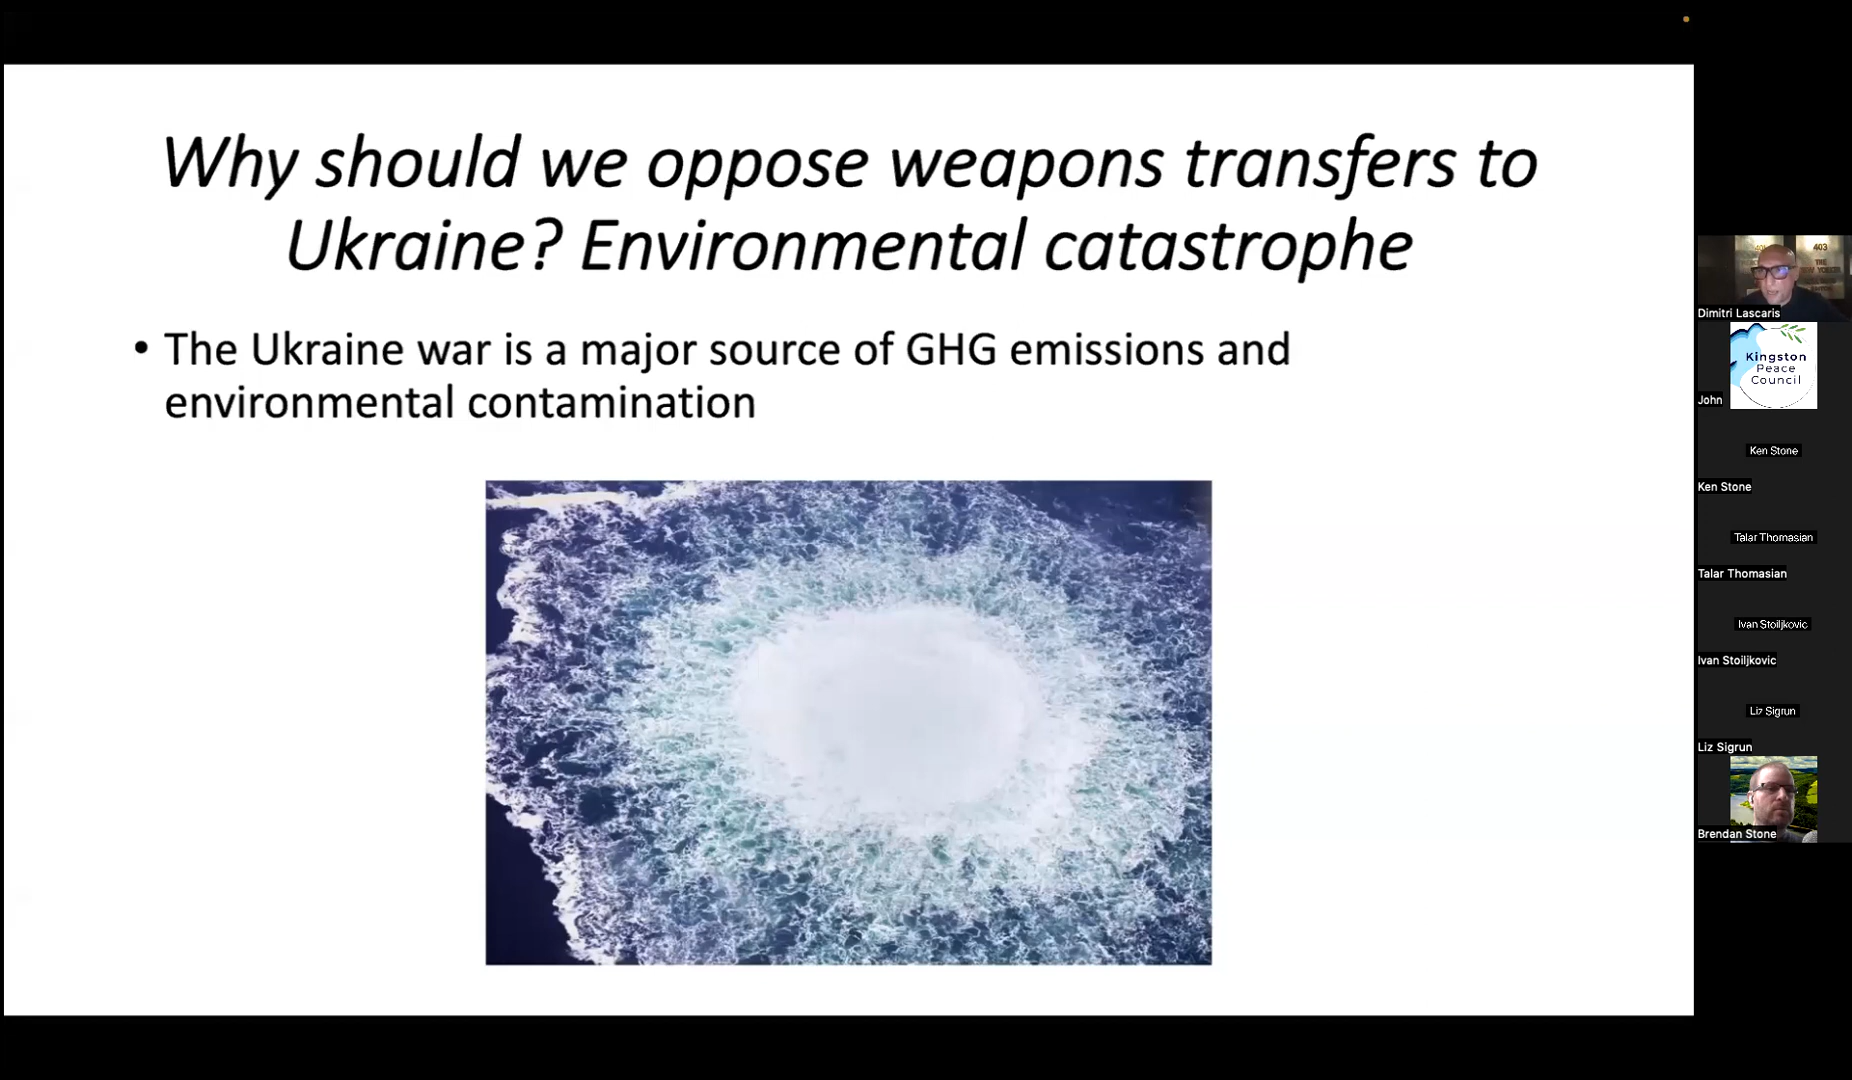 Why should we oppose weapons transfers to
Ukraine? Environmental catastrophe
• The Ukraine war is a major source of GHG emissions and
environmental contamination
403
THE
Dimitri Lascaris
Kingston
Peace
Council
John
Ken Stone
Ken Stone
Talar Thomasian
Talar Thomasian
Ivan Stoiljkovic
Ivan Stoiljkovic
Liz Sigrun
Liz Sigrun
Brendan Stone